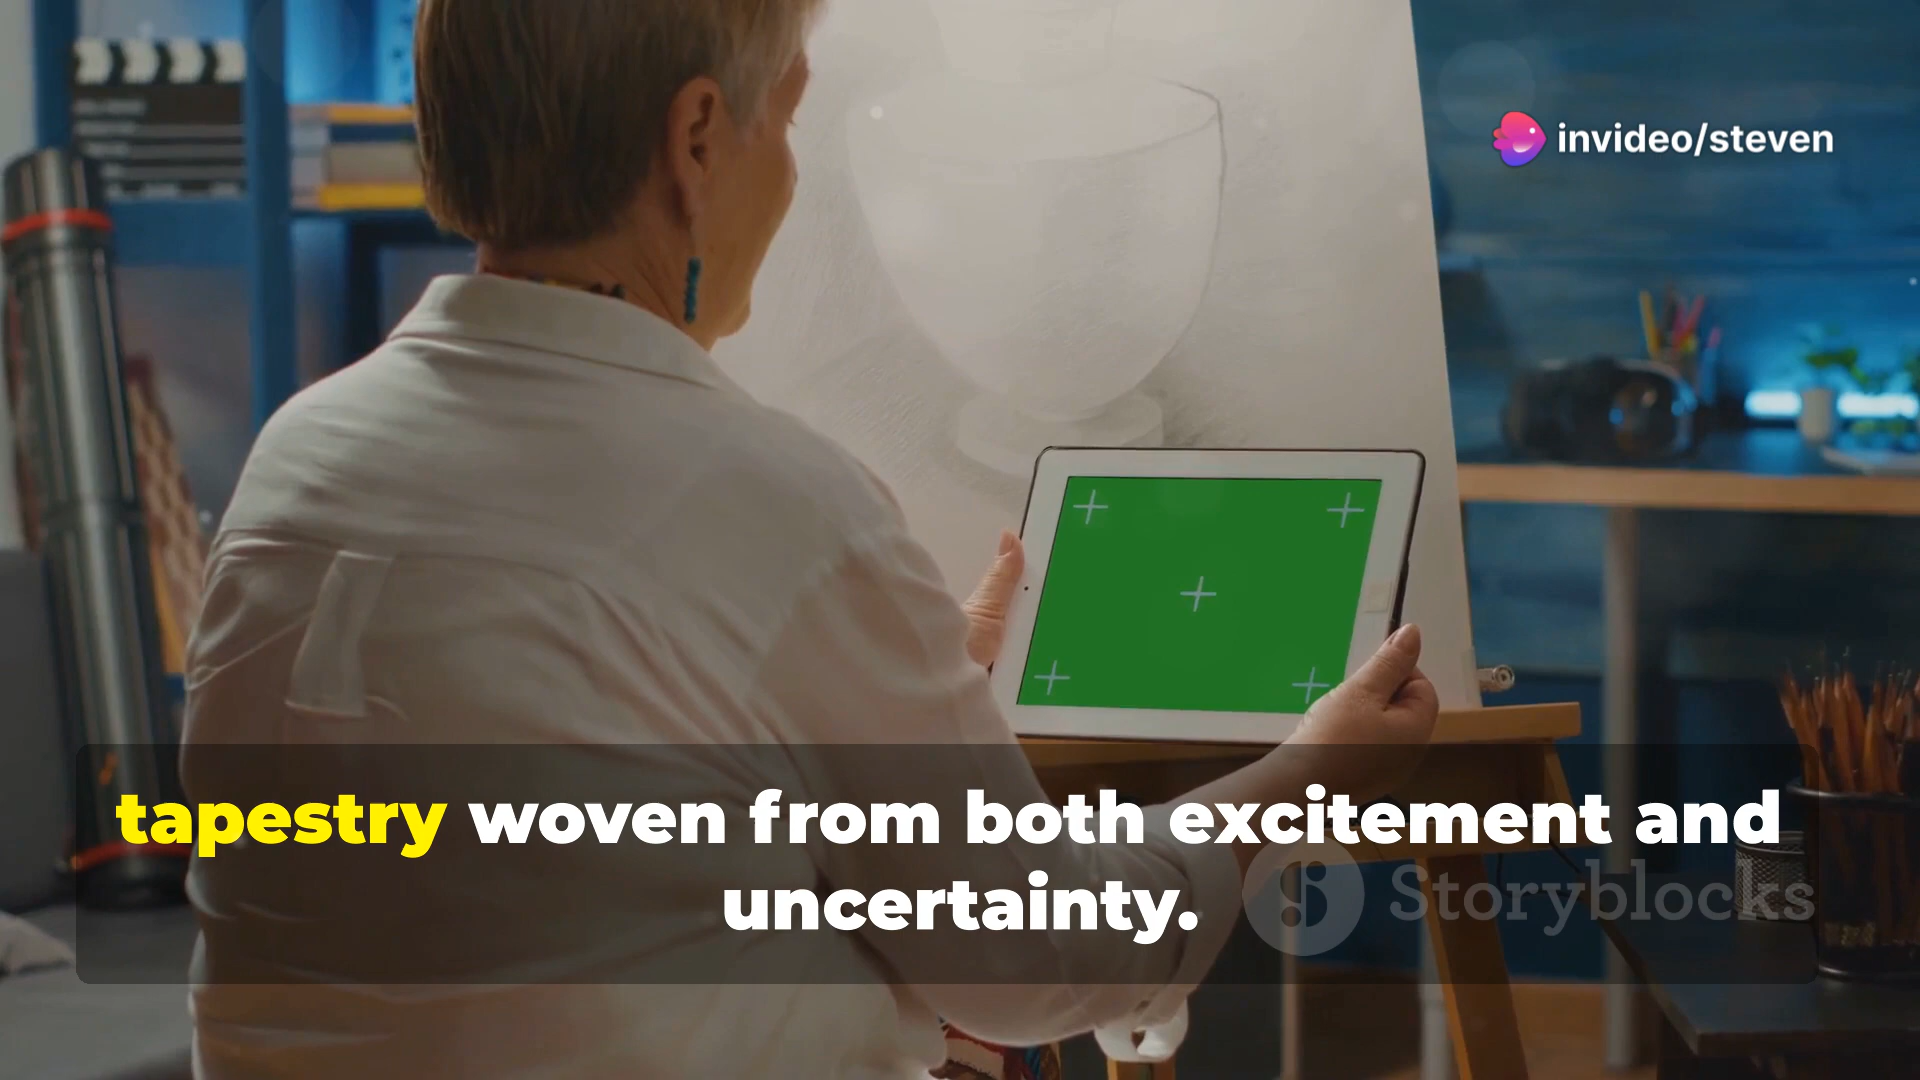 invideo/steven
tapestry woven from both excitement and
uncertainty.
Storyblocks